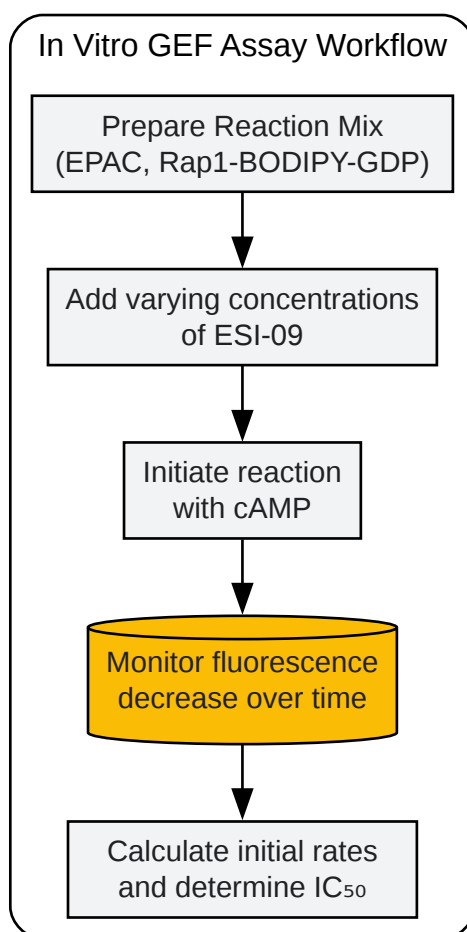 In Vitro GEF Assay Workflow
Prepare Reaction Mix
(EPAC, Rap1-BODIPY-GDP)
Add varying concentrations
of ESI-09
Initiate reaction
with cAMP
Monitor fluorescence
decrease over time
Calculate initial rates
and determine IC₅₀